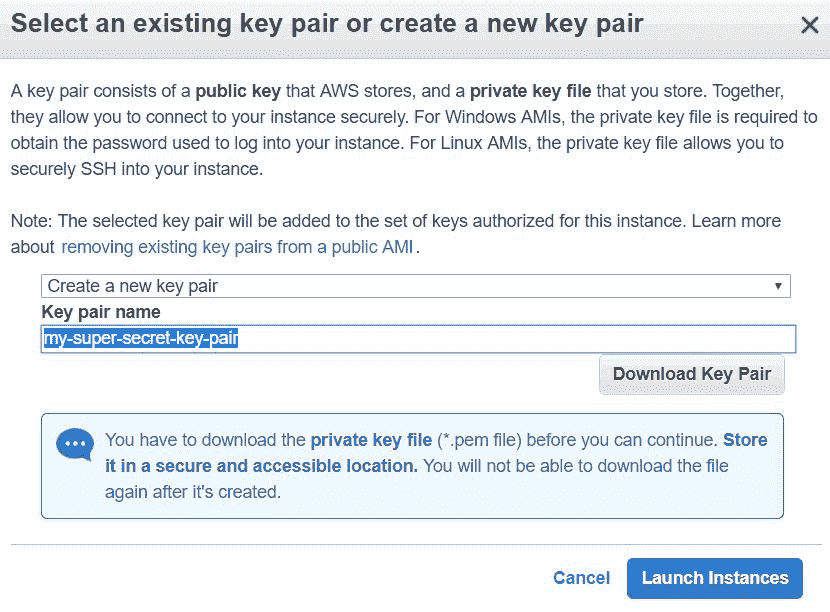 Select an existing key pair or create a new key pair
A key pair consists of a public key that AWS stores, and a private key file that you store. Together,
they allow you to connect to your instance securely. For Windows AMIs, the private key file is required to
obtain the password used to log into your instance. For Linux AMIs, the private key file allows you to
securely SSH into your instance.
Note: The selected key pair will be added to the set of keys authorized for this instance. Learn more
about removing existing key pairs from a public AMI.
Create a new key pair
Key pair name
my-super-secret-key-pair
Download Key Pair
You have to download the private key file (*.pem file) before you can continue. Store
it in a secure and accessible location. You will not be able to download the file
again after it's created.
Cancel Launch Instances